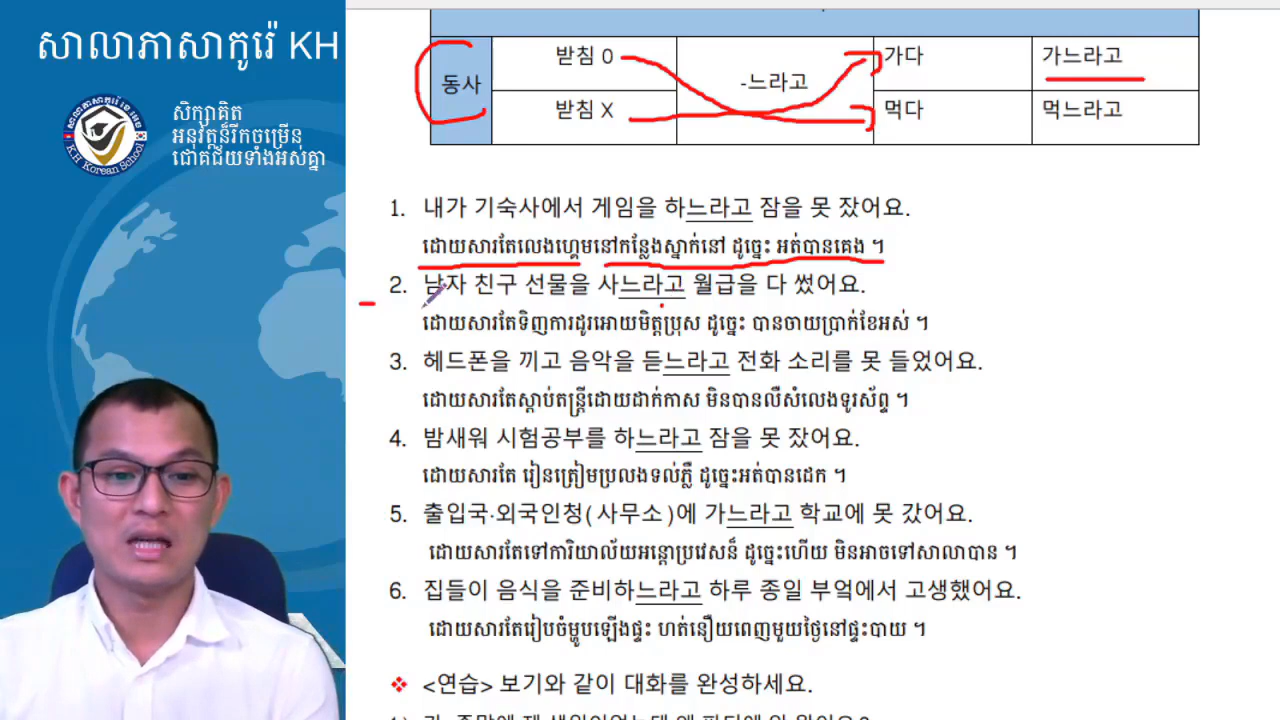 សាលាភាសាកូរ៉េ KH
K.H Korean School
សិក្សាគិត
អនុវត្តន៍រីកចម្រើន
ជោគជ័យទាំងអស់គ្នា
동사
받침 0
-느라고
가다
가느라고
받침 X
먹다
먹느라고
1. 내가 기숙사에서 게임을 하느라고 잠을 못 잤어요.
ដោយសារតែលេងហ្គេមនៅកន្លែងស្នាក់នៅ ដូច្នេះ អត់បានគេង ។
2. 남자 친구 선물을 사느라고 월급을 다 썼어요.
ដោយសារតែទិញការដូរអោយមិត្តប្រុស ដូច្នេះ បានចាយប្រាក់ខែអស់ ។
3. 헤드폰을 끼고 음악을 듣느라고 전화 소리를 못 들었어요.
ដោយសារតែស្តាប់តន្ត្រីដោយដាក់កាស មិនបានលឺសំលេងទូរស័ព្ទ ។
4. 밤새워 시험공부를 하느라고 잠을 못 잤어요.
ដោយសារតែ រៀនត្រៀមប្រលងទល់ភ្លឺ ដូច្នេះអត់បានដេក ។
5. 출입국·외국인청(사무소)에 가느라고 학교에 못 갔어요.
ដោយសារតែទៅការិយាល័យអន្តោប្រវេសន៏ ដូច្នេះហើយ មិនអាចទៅសាលាបាន ។
6. 집들이 음식을 준비하느라고 하루 종일 부엌에서 고생했어요.
ដោយសារតែរៀបចំម្ហូបឡើងផ្ទះ ហត់នឿយពេញមួយថ្ងៃនៅផ្ទះបាយ ។
❖ <연습> 보기와 같이 대화를 완성하세요.